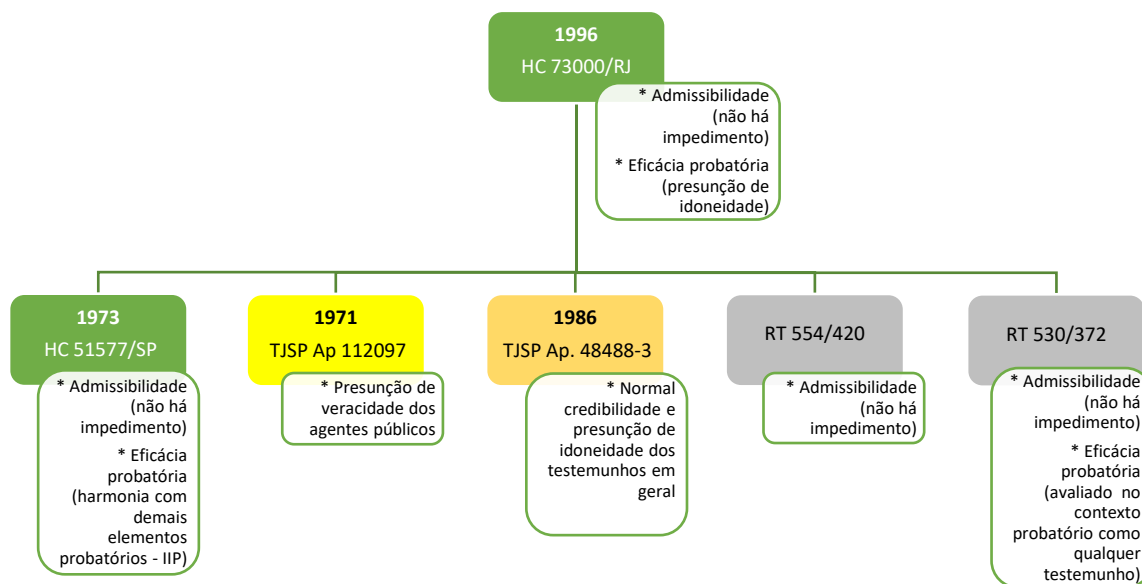 1996
HC 73000/RJ
* Admissibilidade
(não há
impedimento)
* Eficácia probatória
(presunção de
idoneidade)
1973
HC 51577/SP
* Admissibilidade
(não há
impedimento)
* Eficácia
probatória
(harmonia com
demais
elementos
probatórios - IIP)
1971
TJSP Ap 112097
* Presunção de
veracidade dos
agentes públicos
1986
TJSP Ap. 48488-3
* Normal
credibilidade e
presunção de
idoneidade dos
testemunhos em
geral
RT 554/420
* Admissibilidade
(não há
impedimento)
RT 530/372
* Admissibilidade
(não há
impedimento)
* Eficácia
probatória
(avaliado no
contexto
probatório como
qualquer
testemunho)